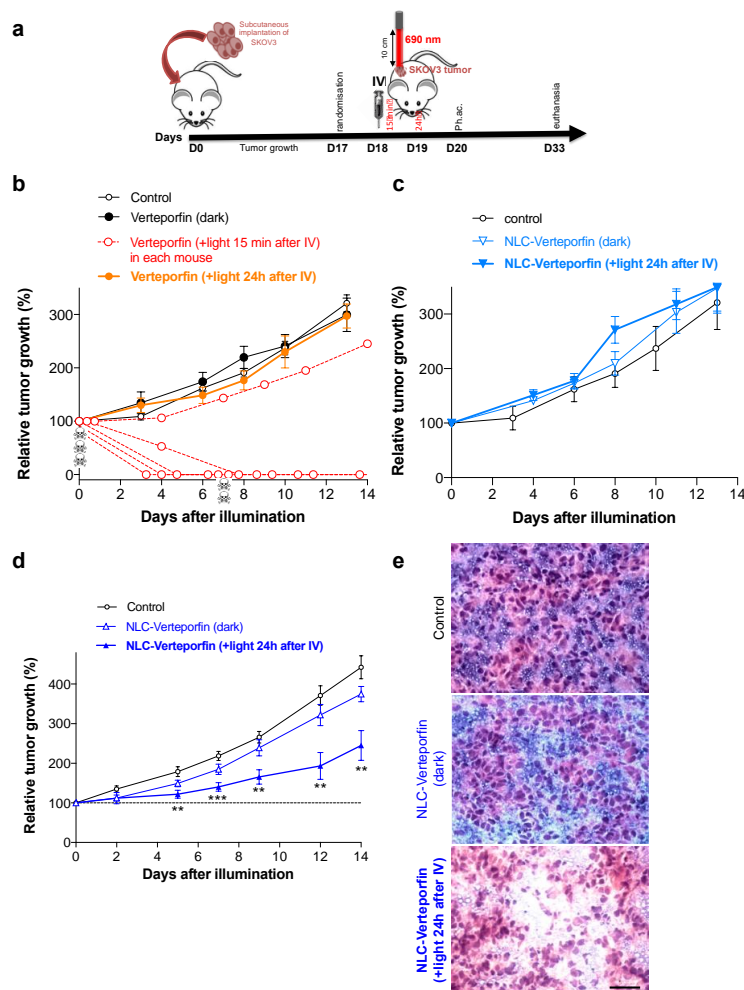 a
Subcutaneous
implantation of
SKOV3
10 cm
690 nm
SKOV3 tumor
IV
randomisation
24h
Ph.ac.
euthanasia
Days
D0
Tumor growth
D17
D18
D19
D20
D33
b
Control
Verteporfin (dark)
Verteporfin (+light 15 min after IV)
in each mouse
Verteporfin (+light 24h after IV)
Relative tumor growth (%)
300
200
100
0
0 2 4 6 8 10 12 14
Days after illumination
c
control
NLC-Verteporfin (dark)
NLC-Verteporfin (+light 24h after IV)
Relative tumor growth (%)
300
200
100
0
0 2 4 6 8 10 12 14
Days after illumination
d
Control
NLC-Verteporfin (dark)
NLC-Verteporfin (+light 24h after IV)
Relative tumor growth (%)
400
300
200
100
0
** *** ** ** **
0 2 4 6 8 10 12 14
Days after illumination
e
Control
NLC-Verteporfin
(dark)
NLC-Verteporfin
(+light 24h after IV)